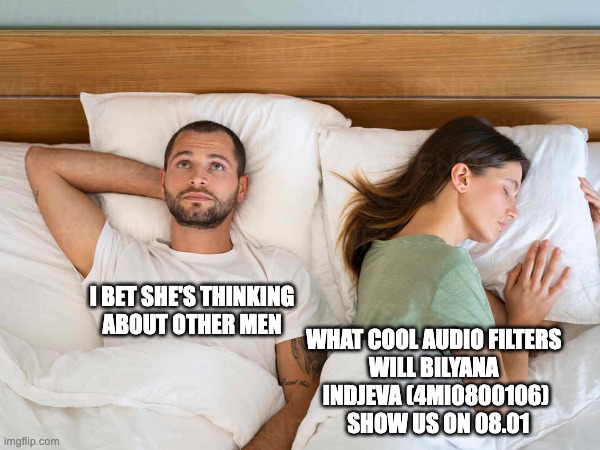 I BET SHE'S THINKING
ABOUT OTHER MEN
WHAT COOL AUDIO FILTERS
WILL BILYANA
INDJEVA (4MI0800106)
SHOW US ON 08.01
imgflip.com